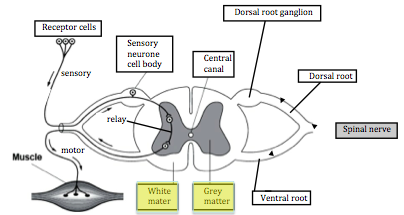 Receptor cells
Sensory
neurone
cell body
Dorsal root ganglion
Central
canal
Dorsal root
sensory
relay
Spinal nerve
motor
Muscle
White
mater
Grey
matter
Ventral root